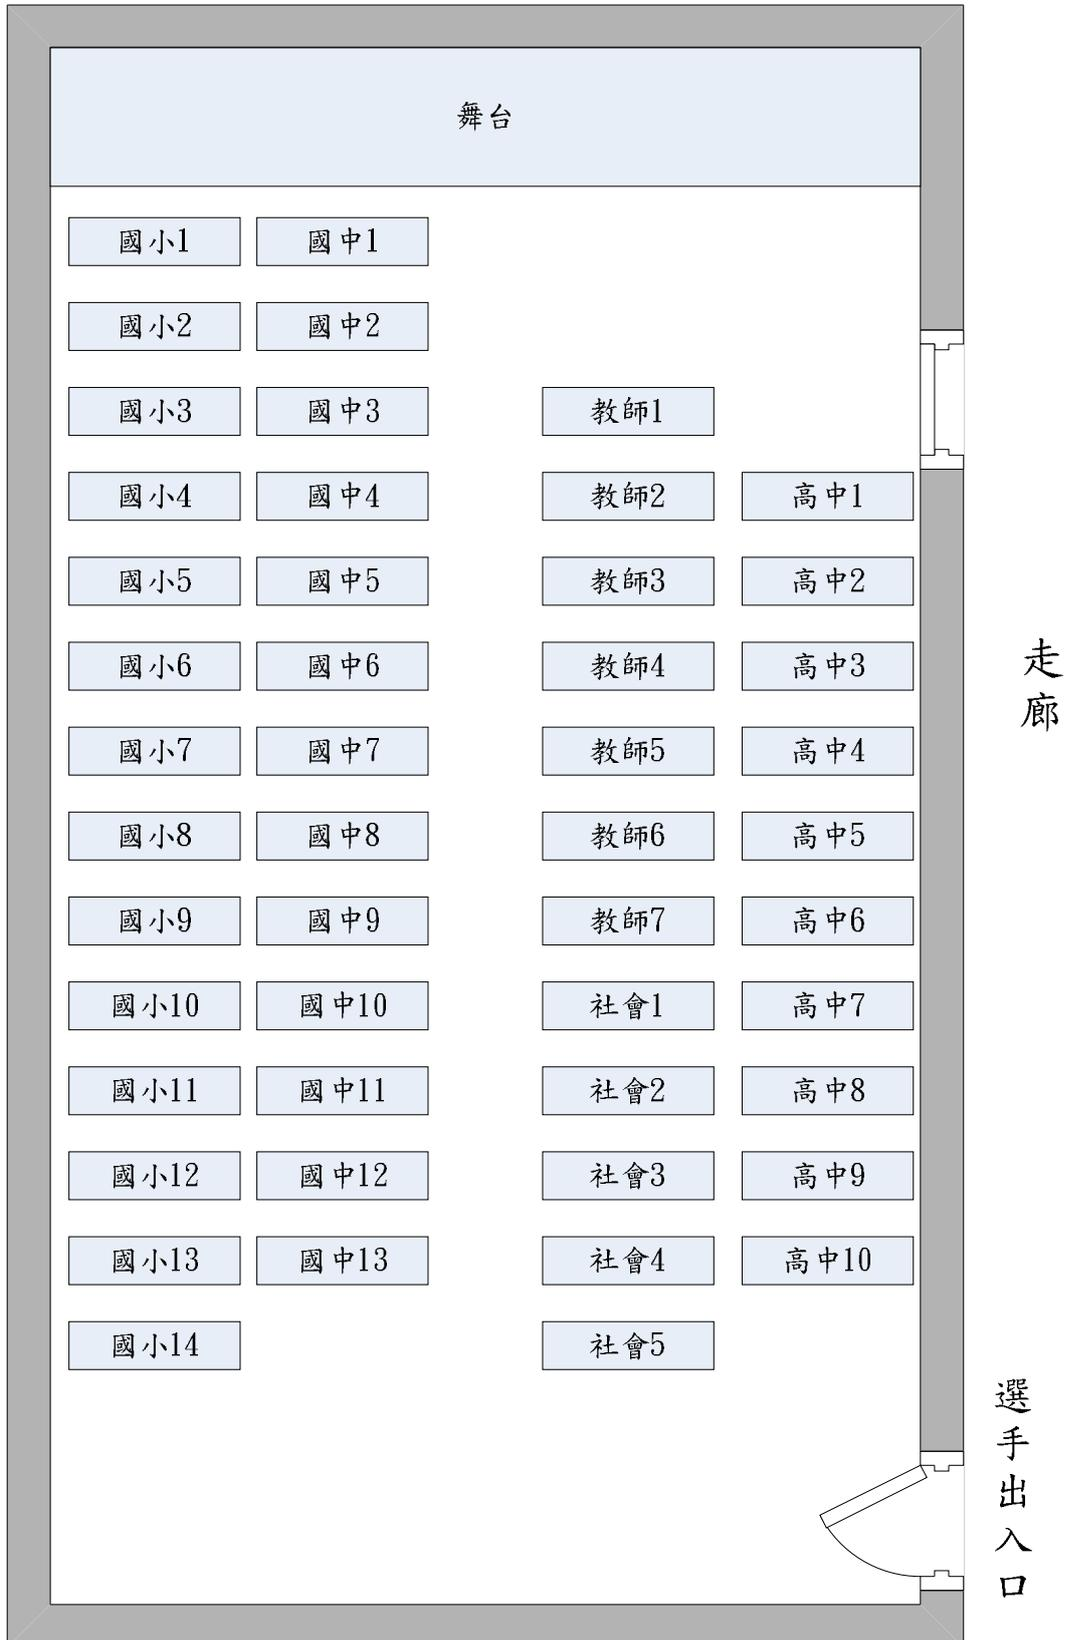 舞台
國小1 國中1
國小2 國中2
國小3 國中3 教師1
國小4 國中4 教師2 高中1
國小5 國中5 教師3 高中2
國小6 國中6 教師4 高中3
國小7 國中7 教師5 高中4
國小8 國中8 教師6 高中5
國小9 國中9 教師7 高中6
國小10 國中10 社會1 高中7
國小11 國中11 社會2 高中8
國小12 國中12 社會3 高中9
國小13 國中13 社會4 高中10
國小14 社會5
走廊
選手出入口